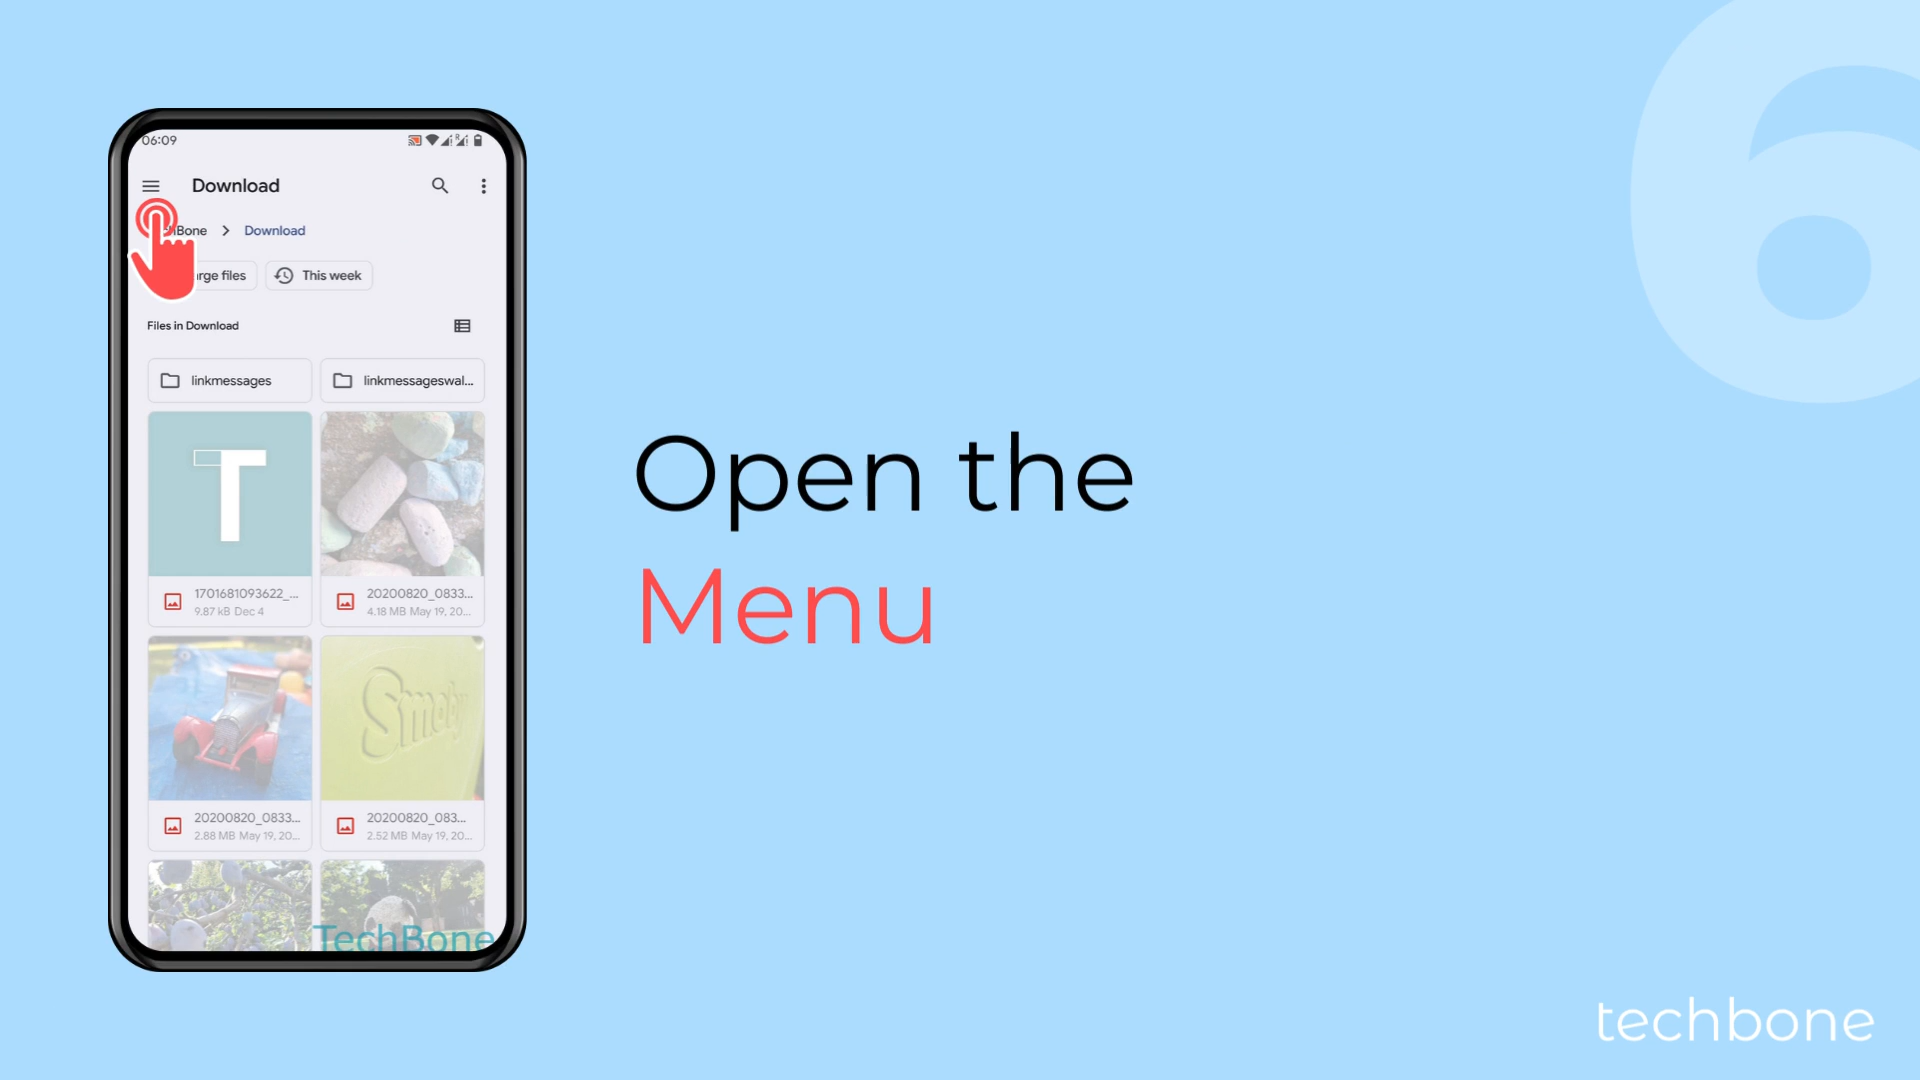 6
06:09
Download
Bone > Download
files
This week
Files in Download
linkmessages
linkmessageswal...
T
1701681093622_...
9.87 kB Dec 4
20200820_0833...
4.18 MB May 19, 20...
Smoby
20200820_0833...
2.88 MB May 19, 20...
20200820_083...
2.52 MB May 19, 20...
TechBone
Open the
Menu
techbone